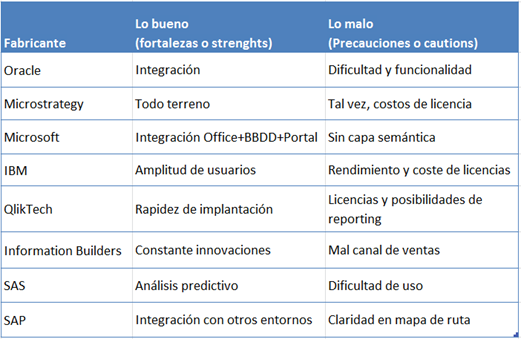 Fabricante Lo bueno (fortalezas o strenghts) Lo malo (Precauciones o cautions)
Oracle Integración Dificultad y funcionalidad
Microstrategy Todo terreno Tal vez, costos de licencia
Microsoft Integración Office+BBDD+Portal Sin capa semántica
IBM Amplitud de usuarios Rendimiento y coste de licencias
QlikTech Rapidez de implantación Licencias y posibilidades de reporting
Information Builders Constante innovaciones Mal canal de ventas
SAS Análisis predictivo Dificultad de uso
SAP Integración con otros entornos Claridad en mapa de ruta